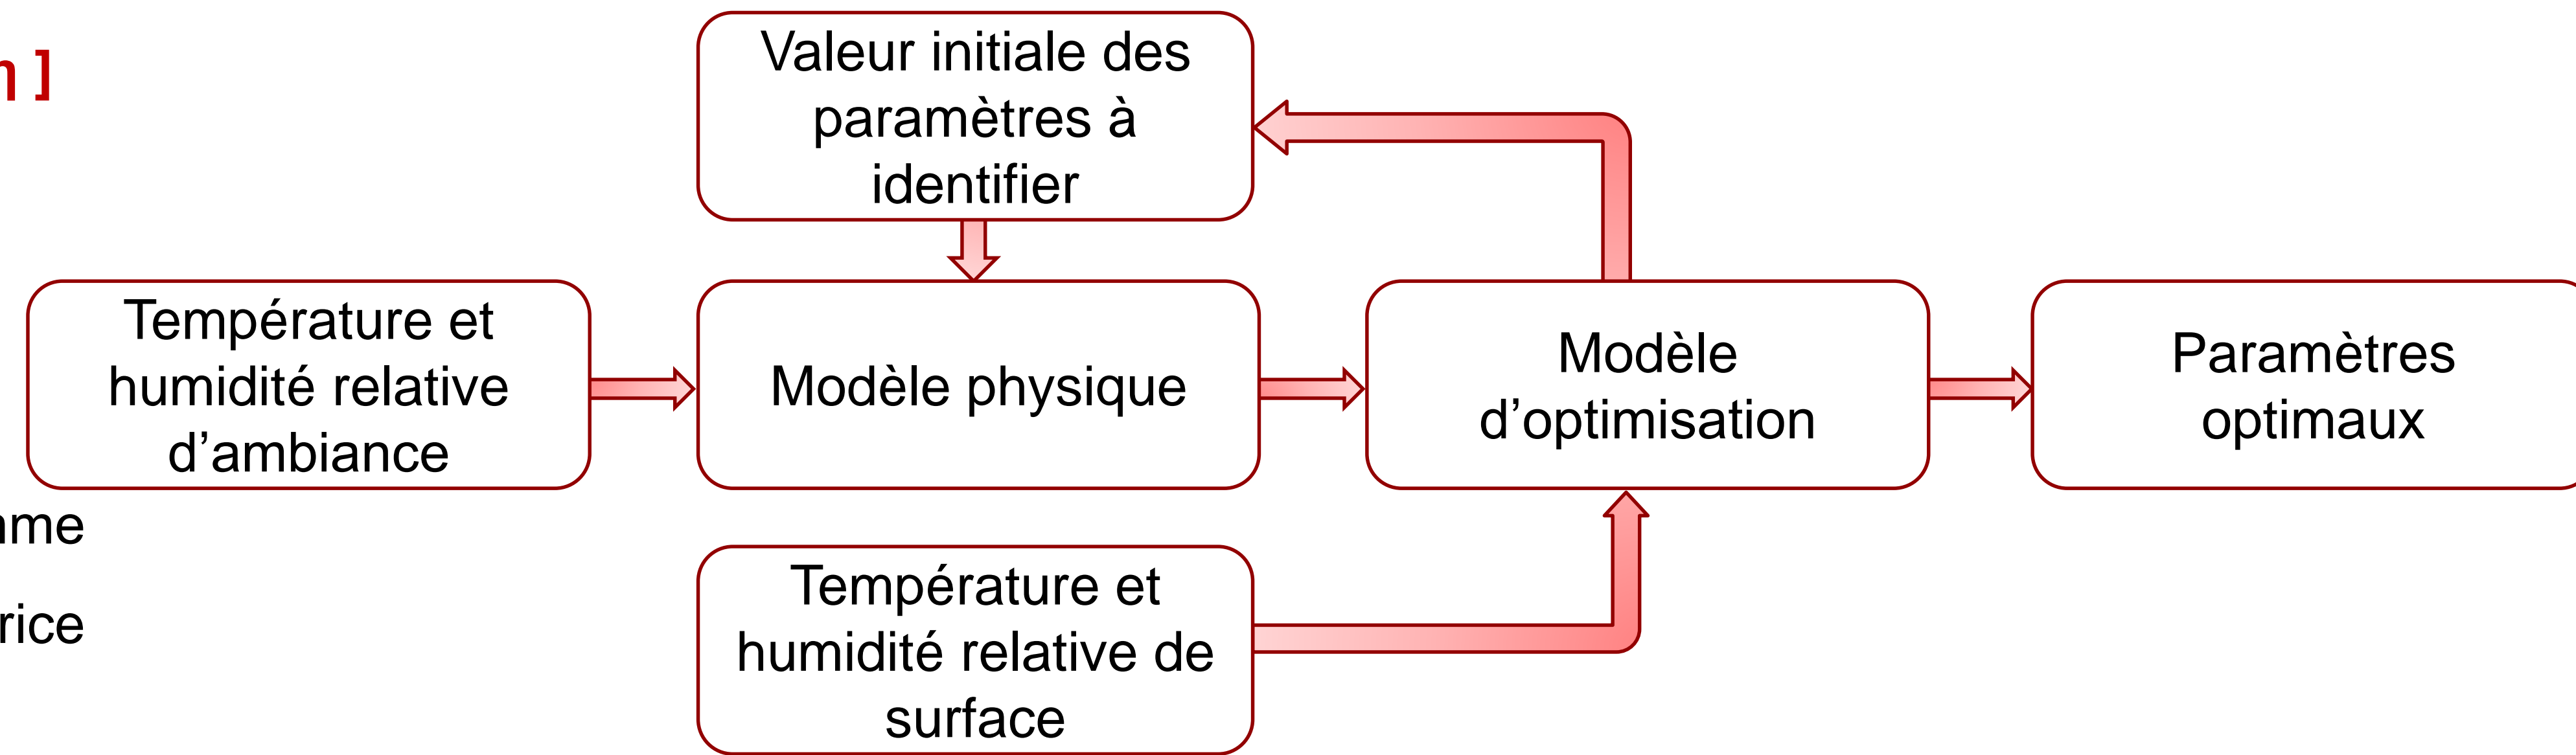 n ]
Valeur initiale des
paramètres à
identifier
Température et
humidité relative
d’ambiance
Modèle physique
Modèle
d’optimisation
Paramètres
optimaux
Température et
humidité relative de
surface
rice